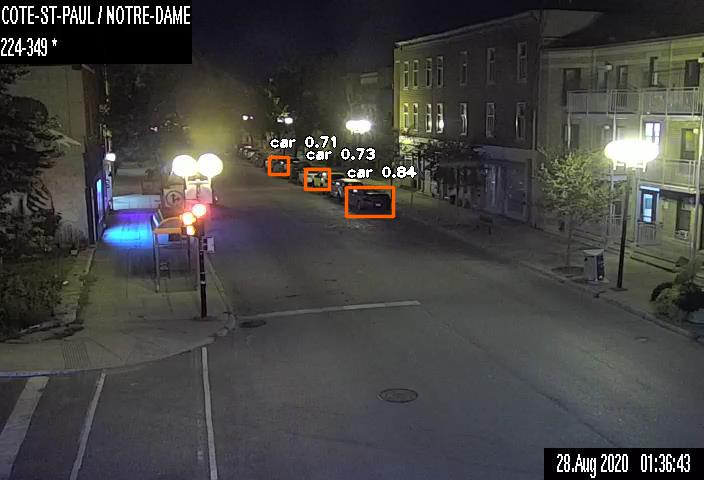 COTE-ST-PAUL / NOTRE-DAME
224-349 *
car 0.71
car 0.73
car 0.84
28.Aug 2020 01:36:43